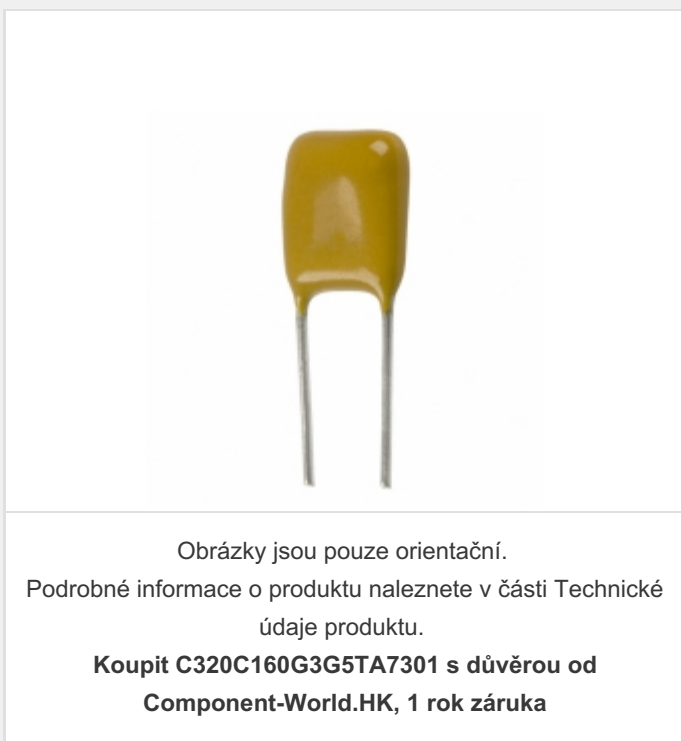 Obrázky jsou pouze orientační.
Podrobné informace o produktu naleznete v části Technické
údaje produktu.
Koupit C320C160G3G5TA7301 s důvěrou od
Component-World.HK, 1 rok záruka